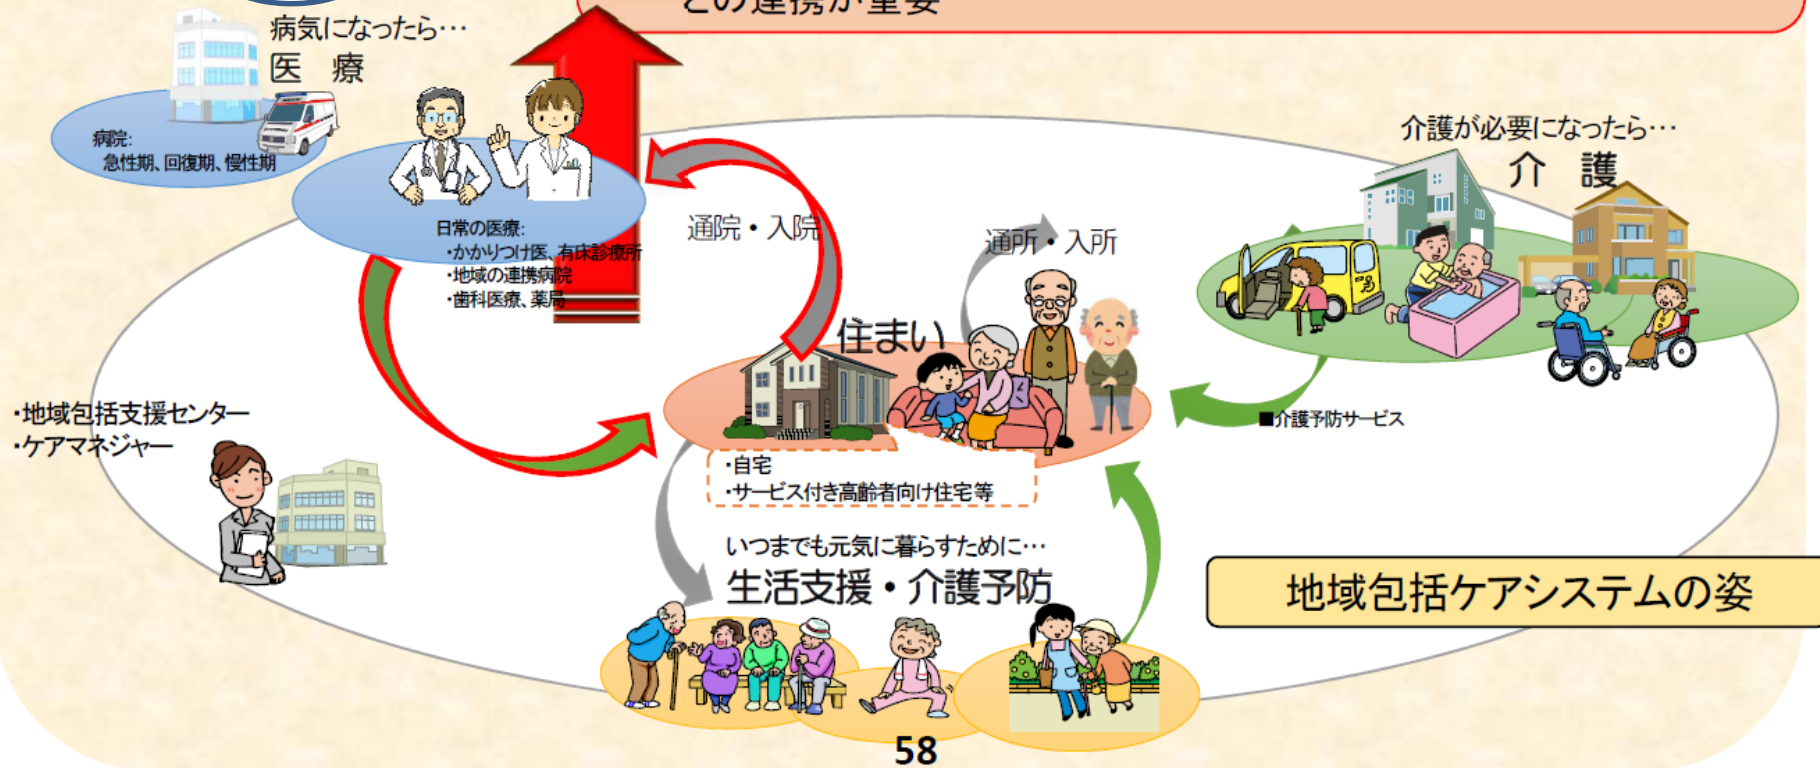 との連携が重要
病気になったら…
医 療
病院:
急性期、回復期、慢性期
日常の医療:
・かかりつけ医、有床診療所
・地域の連携病院
・歯科医療、薬局
通院・入院
通所・入所
介護が必要になったら…
介 護
住まい
■介護予防サービス
・地域包括支援センター
・ケアマネジャー
・自宅
・サービス付き高齢者向け住宅等
いつまでも元気に暮らすために…
生活支援・介護予防
地域包括ケアシステムの姿
58